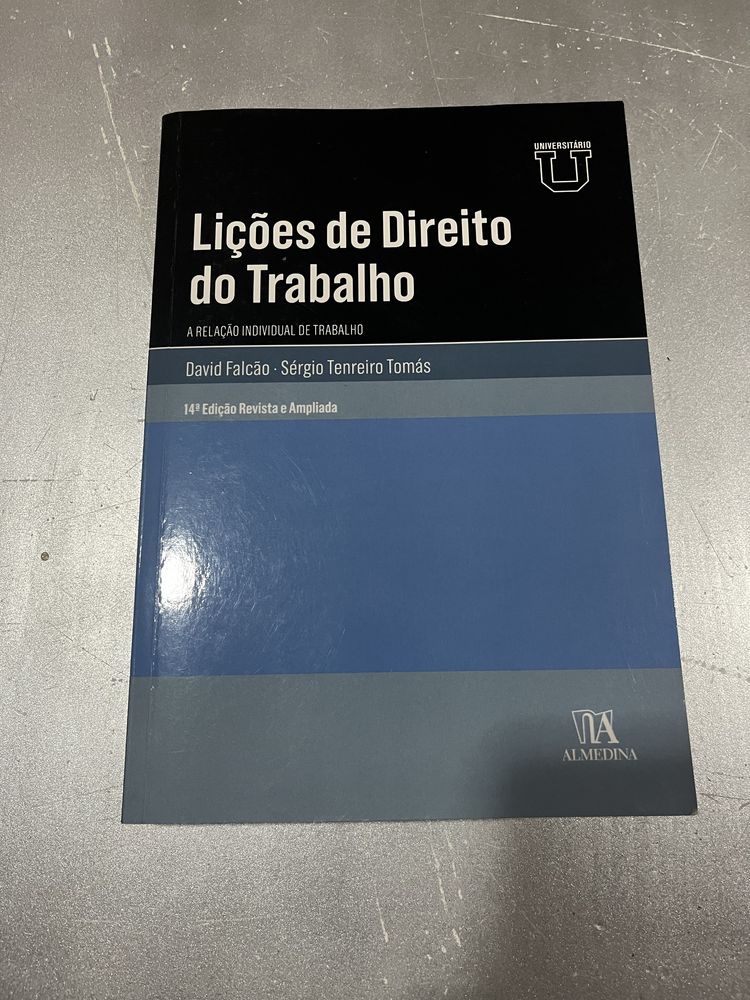 UNIVERSITÁRIO
U
Lições de Direito
do Trabalho
A RELAÇÃO INDIVIDUAL DE TRABALHO
David Falcão · Sérgio Tenreiro Tomás
14ª Edição Revista e Ampliada
ALMEDINA